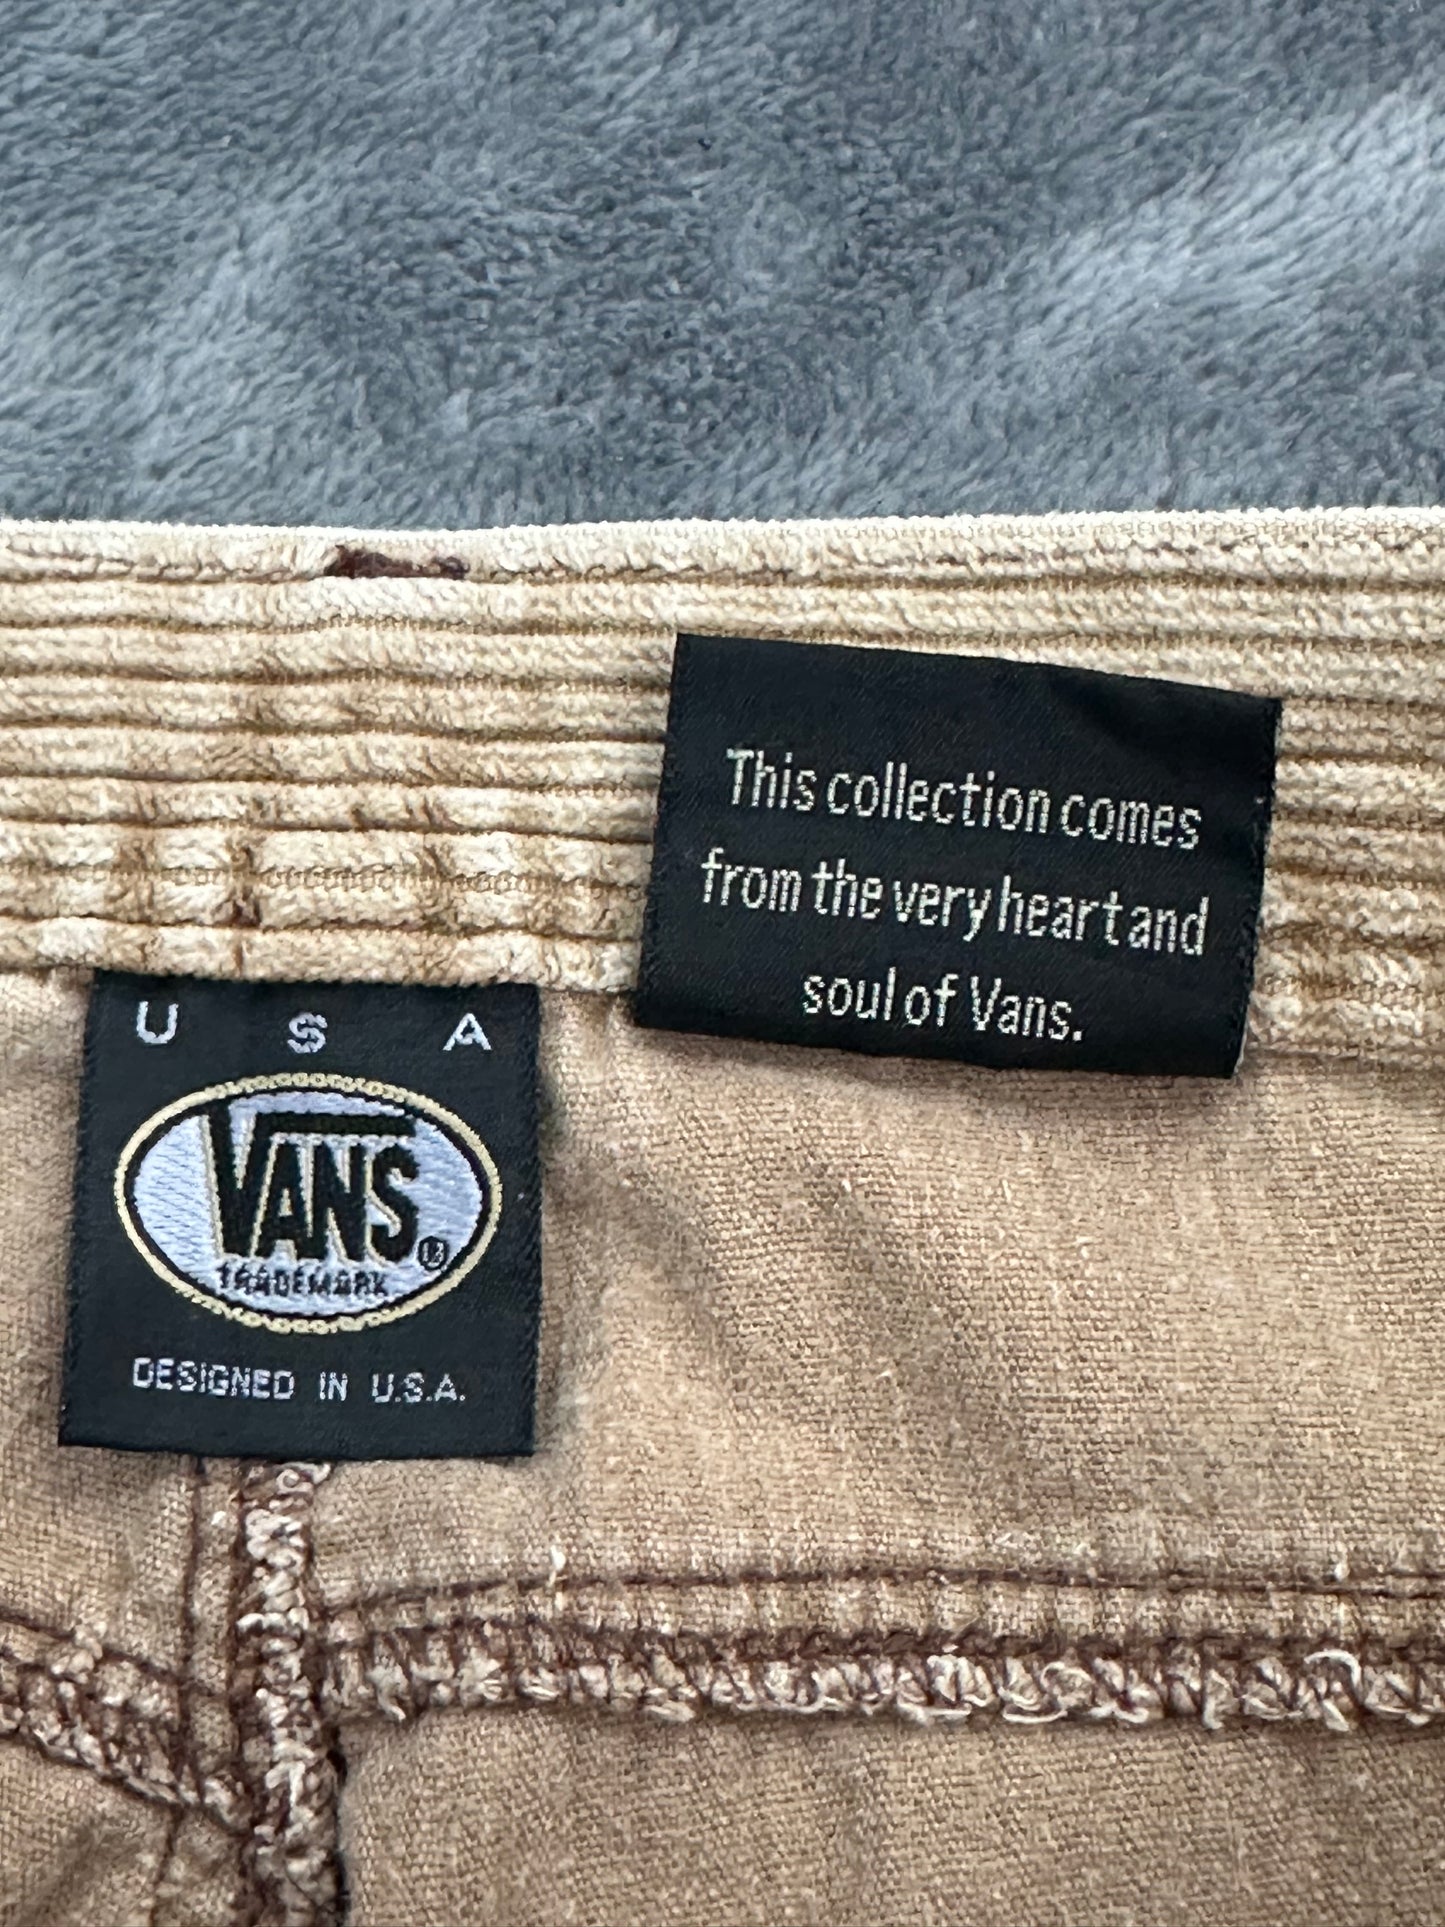 This collection comes
from the very heart and
soul of Vans.
U S A
VANS
TRADEMARK
DESIGNED IN U.S.A.